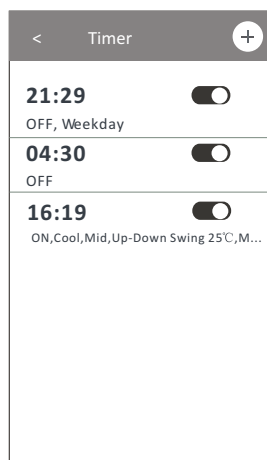 < Timer +
21:29
OFF, Weekday
04:30
OFF
16:19
ON,Cool,Mid,Up-Down Swing 25℃,M...